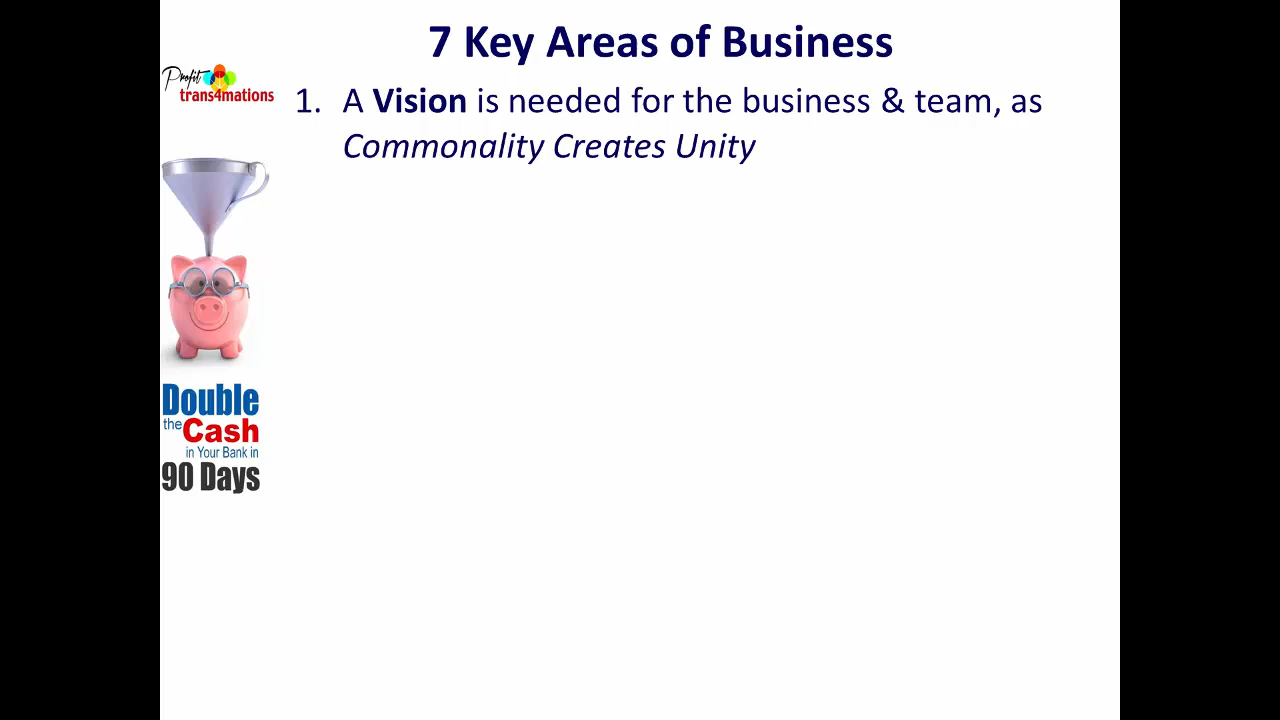 7 Key Areas of Business
Profit
trans4mations
1. A Vision is needed for the business & team, as
Commonality Creates Unity
Double
the Cash
in Your Bank in
90 Days